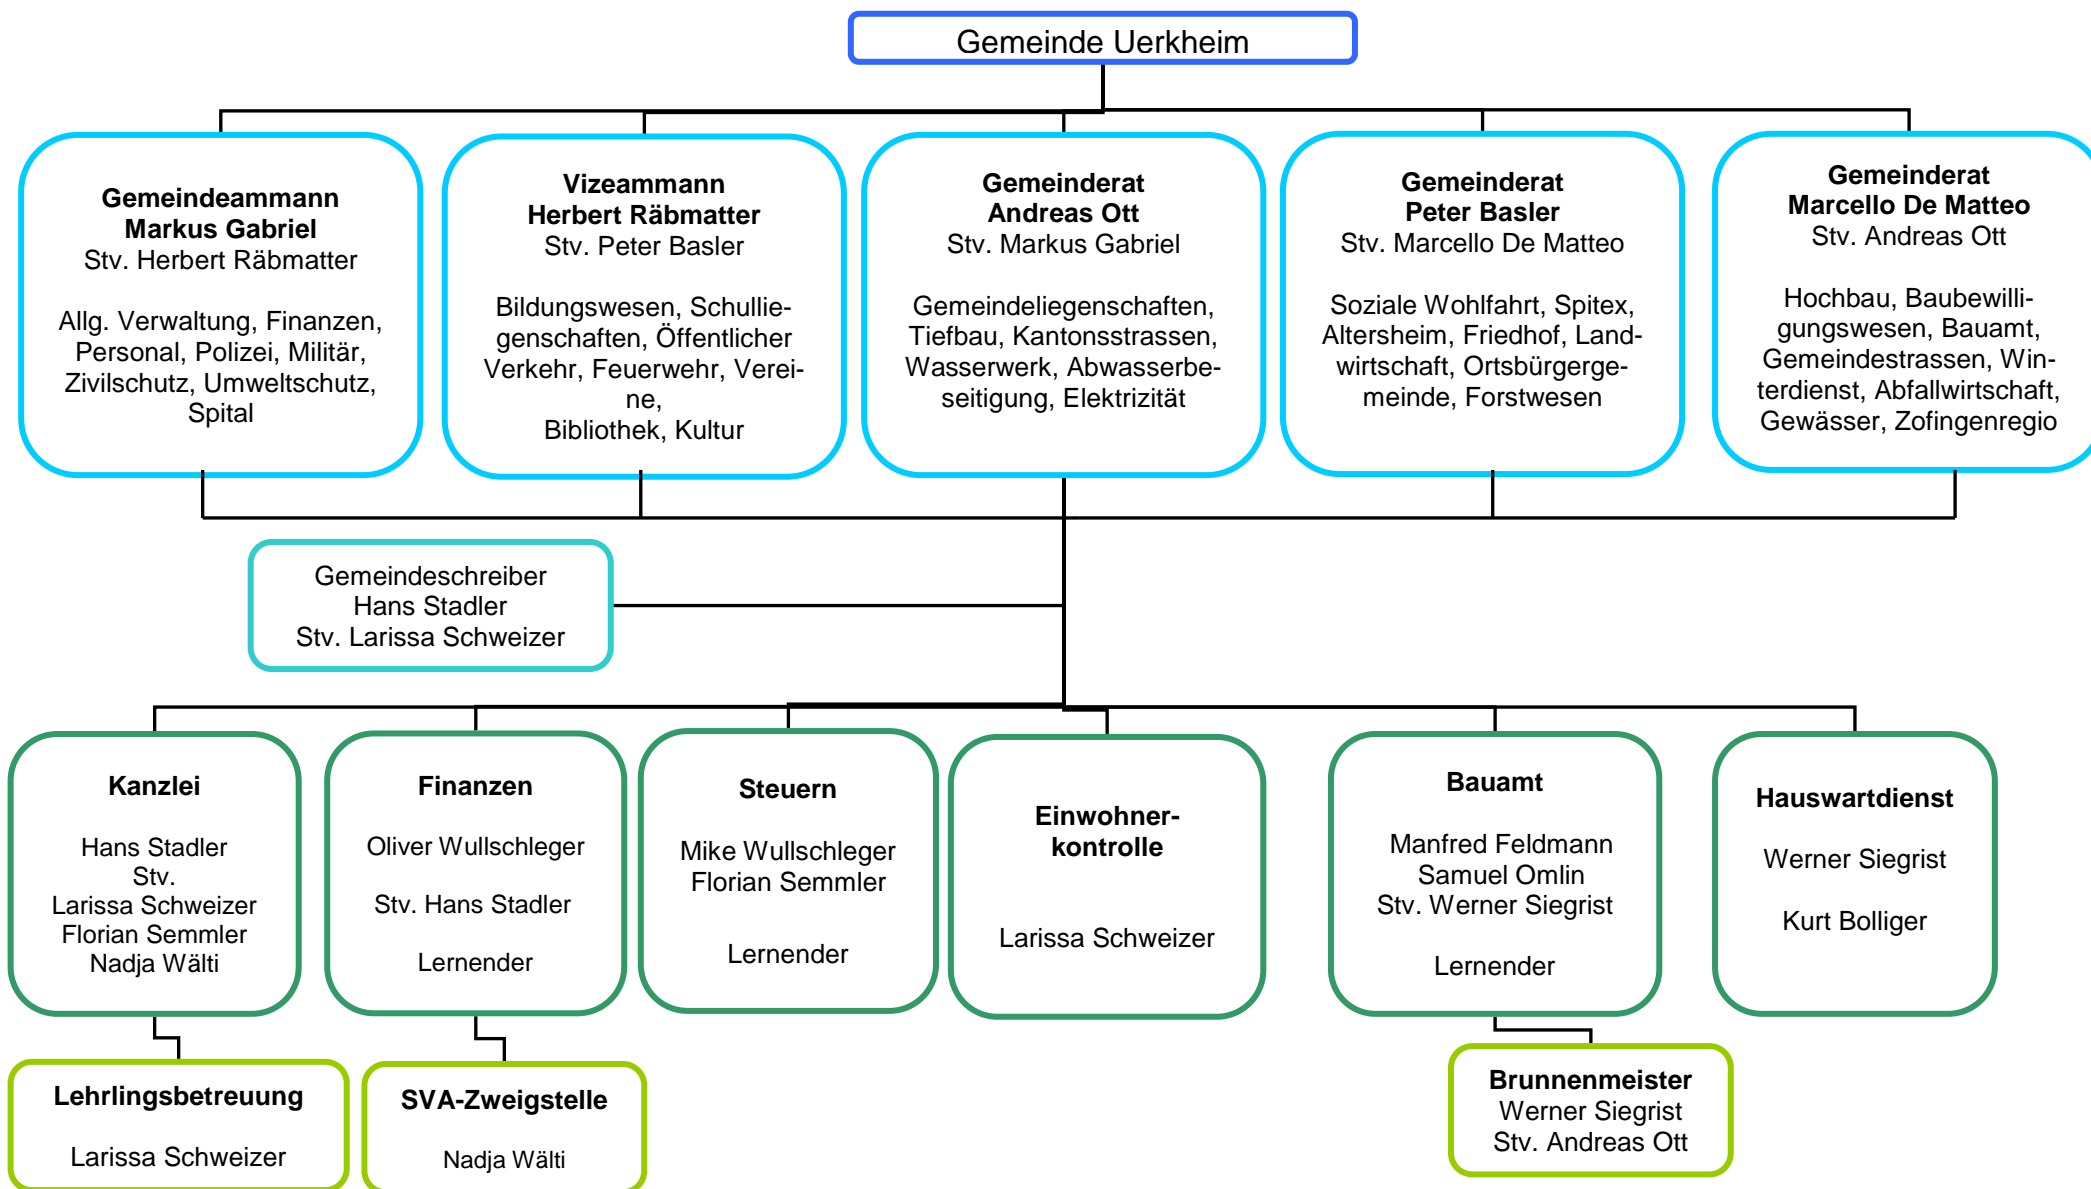 Gemeinde Uerkheim
Gemeindeammann
Markus Gabriel
Stv. Herbert Räbmatter
Allg. Verwaltung, Finanzen,
Personal, Polizei, Militär,
Zivilschutz, Umweltschutz,
Spital
Vizeammann
Herbert Räbmatter
Stv. Peter Basler
Bildungswesen, Schullie-
genschaften, Öffentlicher
Verkehr, Feuerwehr, Verei-
ne,
Bibliothek, Kultur
Gemeinderat
Andreas Ott
Stv. Markus Gabriel
Gemeindeliegenschaften,
Tiefbau, Kantonsstrassen,
Wasserwerk, Abwasserbe-
seitigung, Elektrizität
Gemeinderat
Peter Basler
Stv. Marcello De Matteo
Soziale Wohlfahrt, Spitex,
Altersheim, Friedhof, Land-
wirtschaft, Ortsbürgerge-
meinde, Forstwesen
Gemeinderat
Marcello De Matteo
Stv. Andreas Ott
Hochbau, Baubewilli-
gungswesen, Bauamt,
Gemeindestrassen, Win-
terdienst, Abfallwirtschaft,
Gewässer, Zofingenregio
Gemeindeschreiber
Hans Stadler
Stv. Larissa Schweizer
Kanzlei
Hans Stadler
Stv.
Larissa Schweizer
Florian Semmler
Nadja Wälti
Finanzen
Oliver Wullschleger
Stv. Hans Stadler
Lernender
Steuern
Mike Wullschleger
Florian Semmler
Lernender
Einwohner-
kontrolle
Larissa Schweizer
Bauamt
Manfred Feldmann
Samuel Omlin
Stv. Werner Siegrist
Lernender
Hauswartdienst
Werner Siegrist
Kurt Bolliger
Lehrlingsbetreuung
Larissa Schweizer
SVA-Zweigstelle
Nadja Wälti
Brunnenmeister
Werner Siegrist
Stv. Andreas Ott